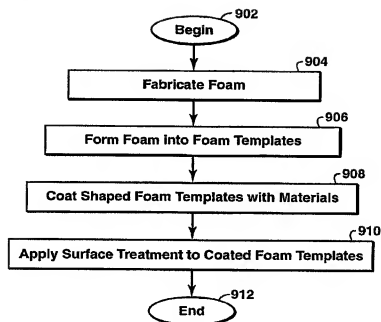 902
Begin
904
Fabricate Foam
906
Form Foam into Foam Templates
908
Coat Shaped Foam Templates with Materials
910
Apply Surface Treatment to Coated Foam Templates
912
End